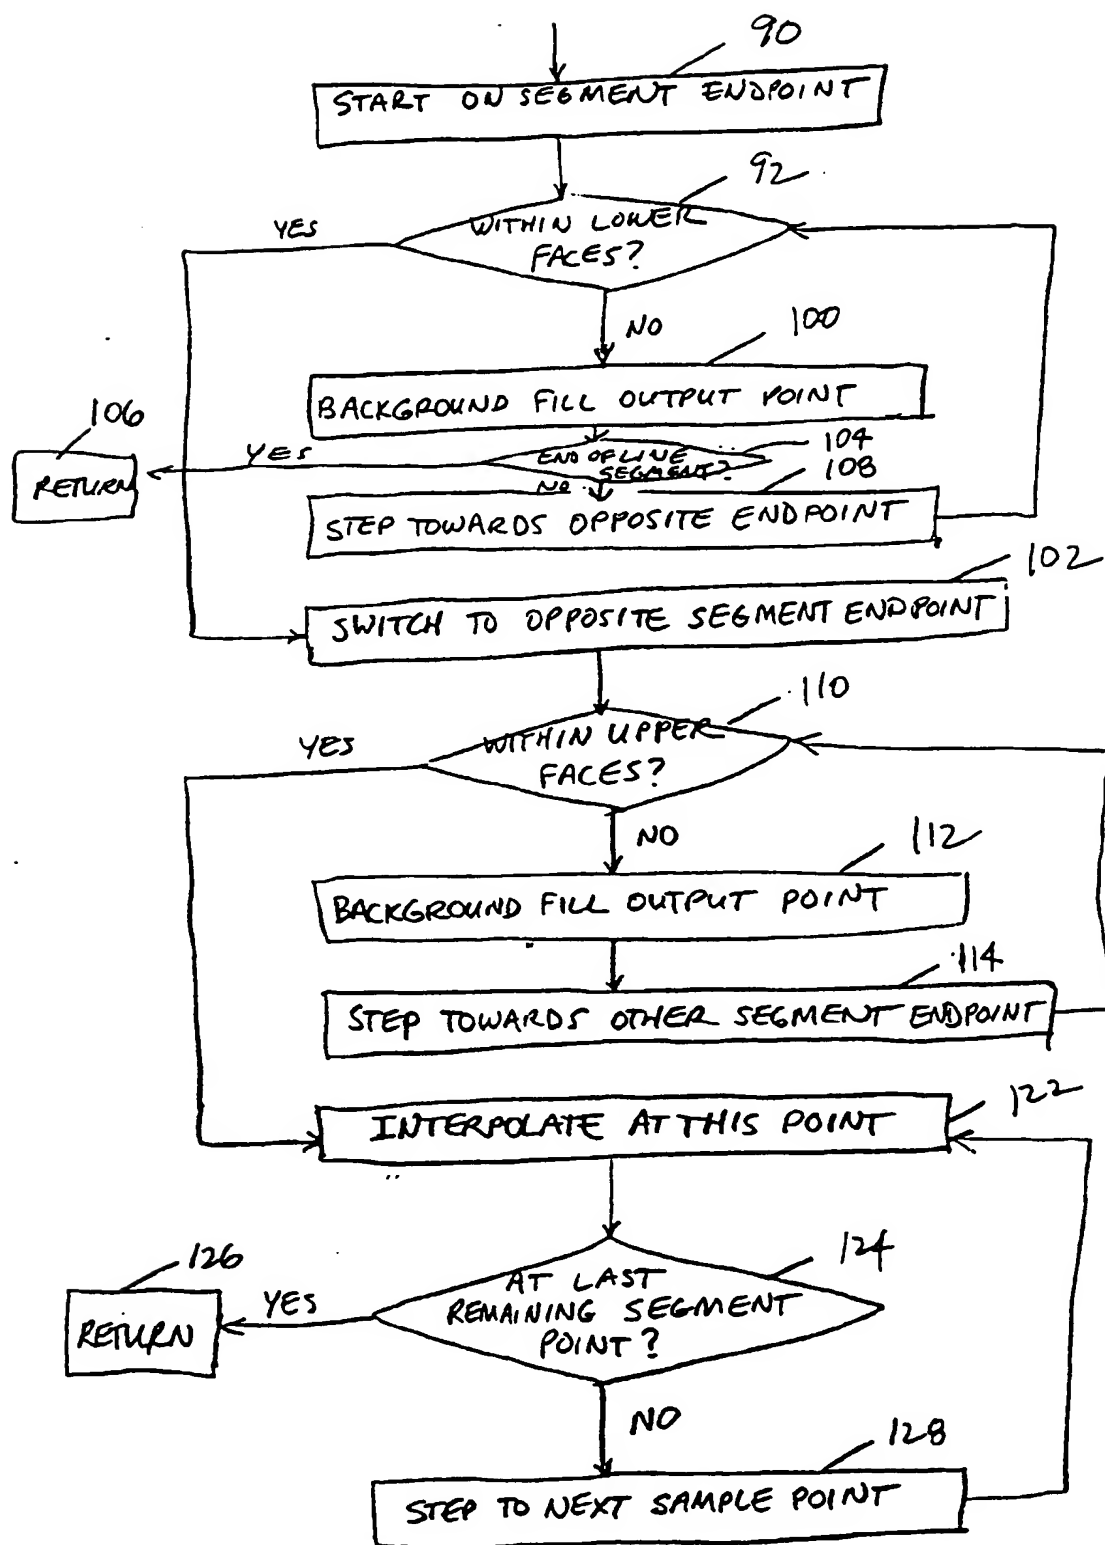 90
START ON SEGMENT ENDPOINT
92
YES
WITHIN LOWER
FACES?
NO
100
BACKGROUND FILL OUTPUT POINT
106
RETURN
YES
END OF LINE
SEGMENT?
104
NO
108
STEP TOWARDS OPPOSITE ENDPOINT
102
SWITCH TO OPPOSITE SEGMENT ENDPOINT
110
YES
WITHIN UPPER
FACES?
NO
112
BACKGROUND FILL OUTPUT POINT
114
STEP TOWARDS OTHER SEGMENT ENDPOINT
122
INTERPOLATE AT THIS POINT
124
126
RETURN
YES
AT LAST
REMAINING SEGMENT
POINT?
NO
128
STEP TO NEXT SAMPLE POINT